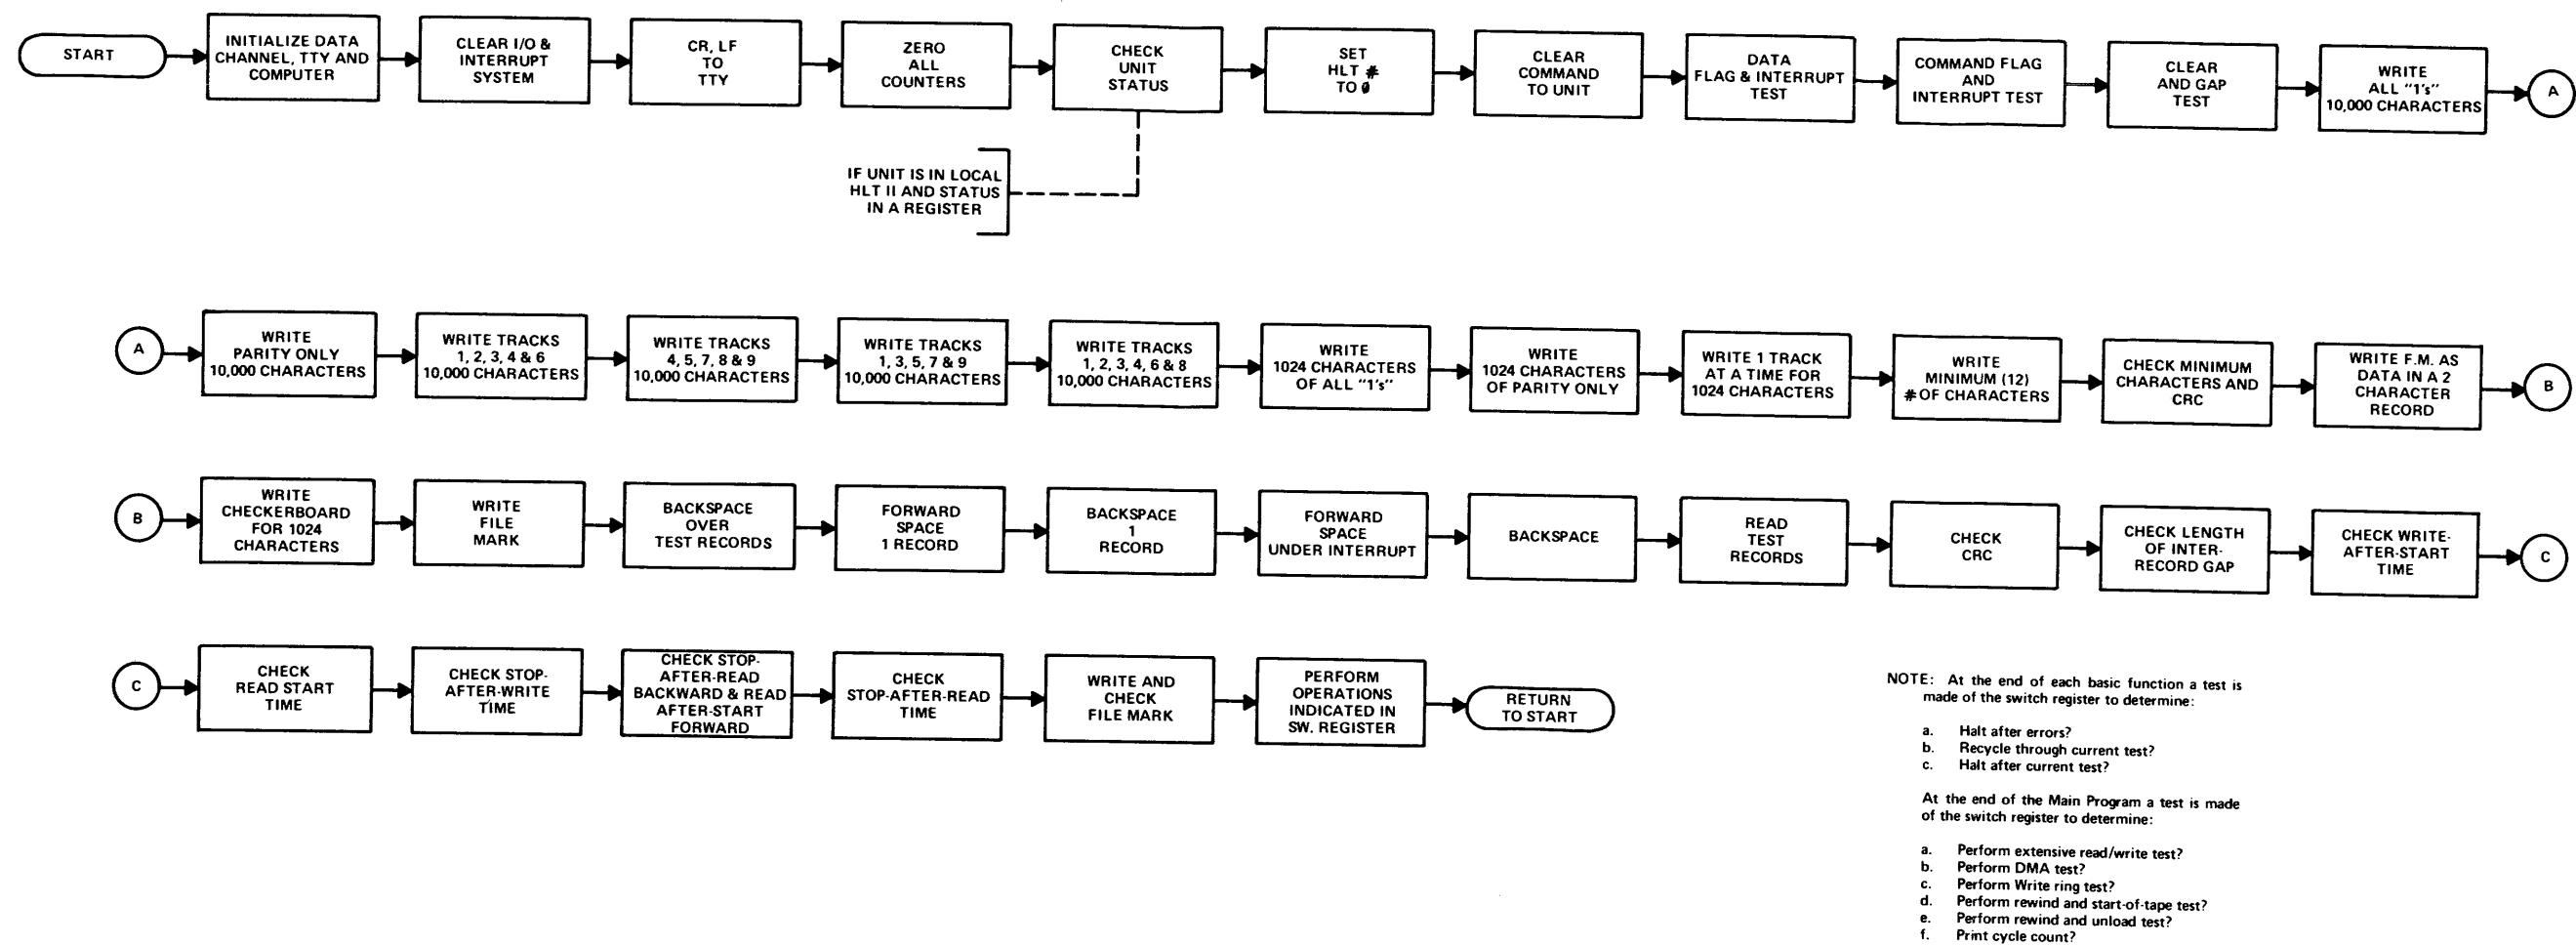 START
INITIALIZE DATA
CHANNEL, TTY AND
COMPUTER
CLEAR I/O &
INTERRUPT
SYSTEM
CR, LF
TO
TTY
ZERO
ALL
COUNTERS
CHECK
UNIT
STATUS
SET
HLT #
TO 0
CLEAR
COMMAND
TO UNIT
DATA
FLAG & INTERRUPT
TEST
COMMAND FLAG
AND
INTERRUPT TEST
CLEAR
AND GAP
TEST
WRITE
ALL "1's"
10,000 CHARACTERS
A
IF UNIT IS IN LOCAL
HLT II AND STATUS
IN A REGISTER
A
WRITE
PARITY ONLY
10,000 CHARACTERS
WRITE TRACKS
1, 2, 3, 4 & 6
10,000 CHARACTERS
WRITE TRACKS
4, 5, 7, 8 & 9
10,000 CHARACTERS
WRITE TRACKS
1, 3, 5, 7 & 9
10,000 CHARACTERS
WRITE TRACKS
1, 2, 3, 4, 6 & 8
10,000 CHARACTERS
WRITE
1024 CHARACTERS
OF ALL "1's"
WRITE
1024 CHARACTERS
OF PARITY ONLY
WRITE 1 TRACK
AT A TIME FOR
1024 CHARACTERS
WRITE
MINIMUM (12)
# OF CHARACTERS
CHECK MINIMUM
CHARACTERS AND
CRC
WRITE F.M. AS
DATA IN A 2
CHARACTER
RECORD
B
B
WRITE
CHECKERBOARD
FOR 1024
CHARACTERS
WRITE
FILE
MARK
BACKSPACE
OVER
TEST RECORDS
FORWARD
SPACE
1 RECORD
BACKSPACE
1
RECORD
FORWARD
SPACE
UNDER INTERRUPT
BACKSPACE
READ
TEST
RECORDS
CHECK
CRC
CHECK LENGTH
OF INTER-
RECORD GAP
CHECK WRITE-
AFTER-START
TIME
C
C
CHECK
READ START
TIME
CHECK STOP-
AFTER-WRITE
TIME
CHECK STOP-
AFTER-READ
BACKWARD & READ
AFTER-START
FORWARD
CHECK
STOP-AFTER-READ
TIME
WRITE AND
CHECK
FILE MARK
PERFORM
OPERATIONS
INDICATED IN
SW. REGISTER
RETURN
TO START
NOTE: At the end of each basic function a test is
made of the switch register to determine:
a. Halt after errors?
b. Recycle through current test?
c. Halt after current test?
At the end of the Main Program a test is made
of the switch register to determine:
a. Perform extensive read/write test?
b. Perform DMA test?
c. Perform Write ring test?
d. Perform rewind and start-of-tape test?
e. Perform rewind and unload test?
f. Print cycle count?